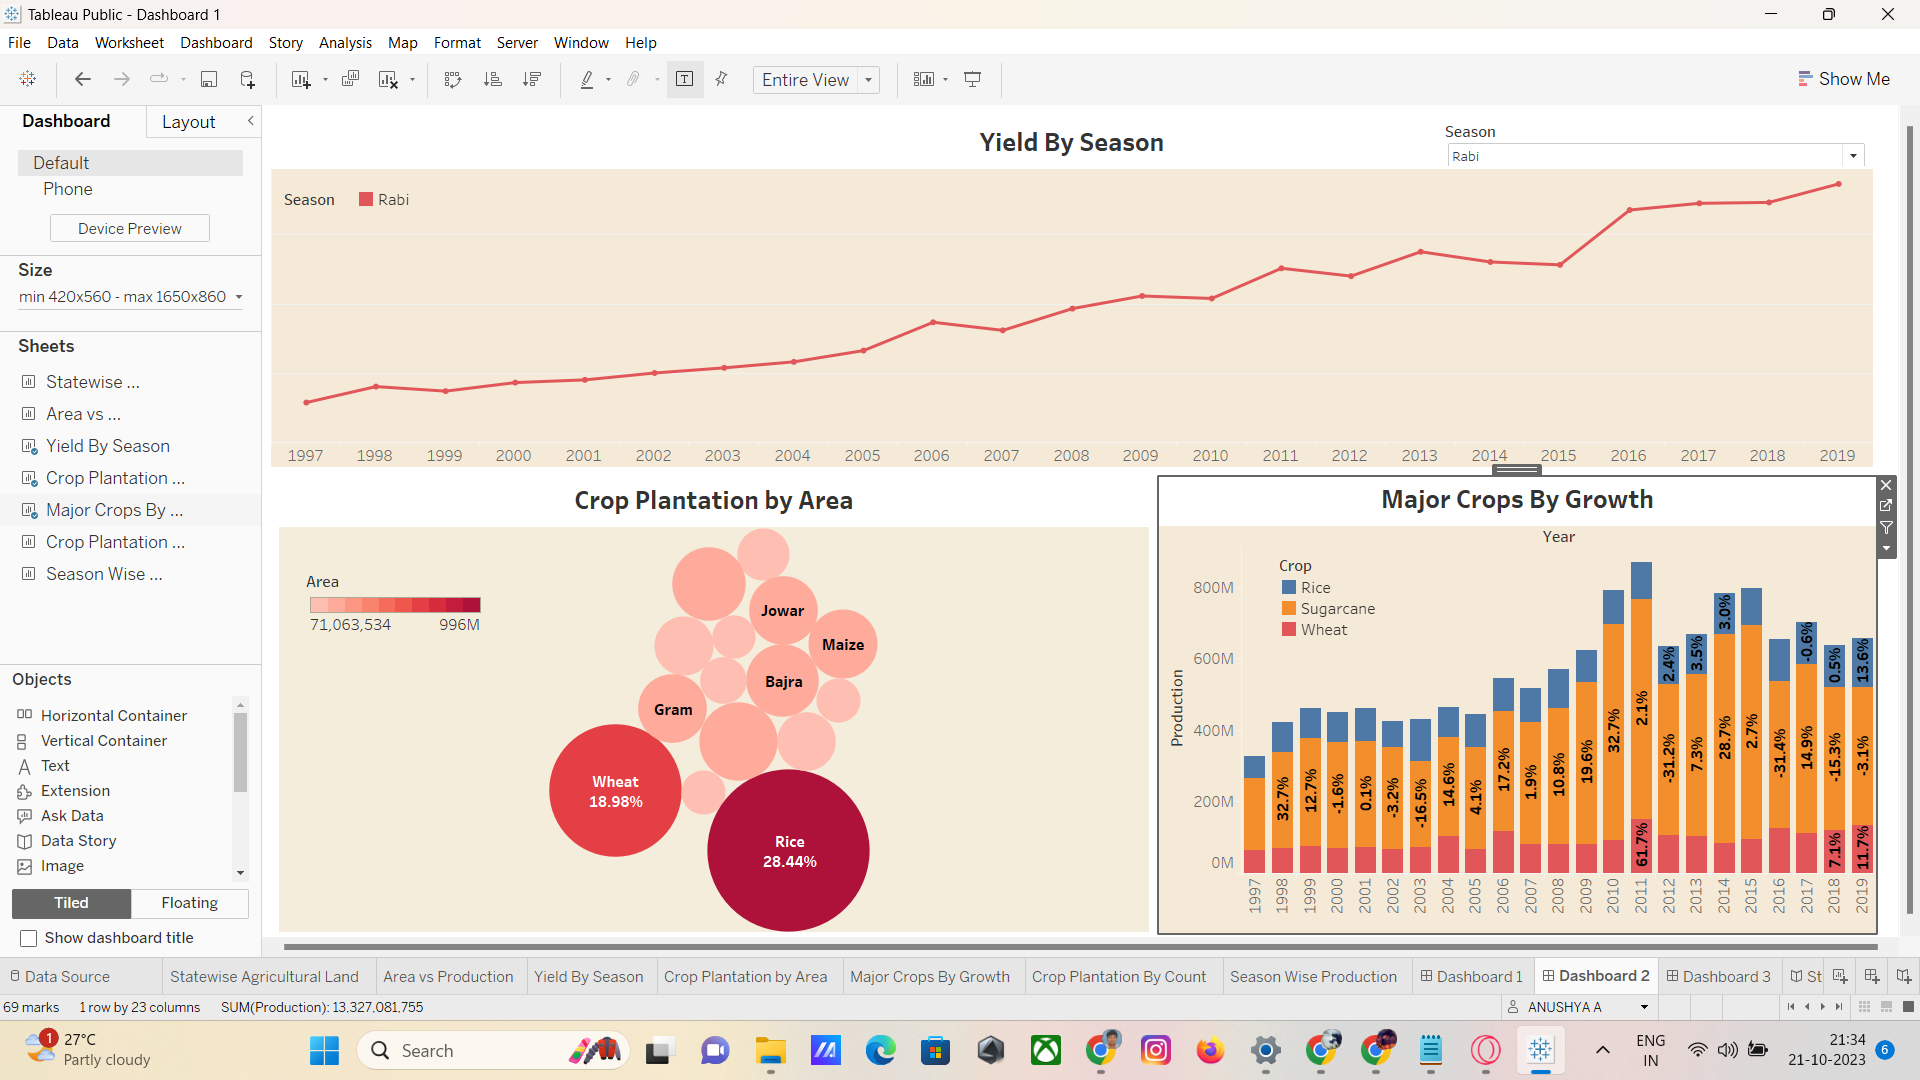 Tableau Public - Dashboard 1
File Data Worksheet Dashboard Story Analysis Map Format Server Window Help
Entire View
Show Me
Dashboard Layout
Default
Phone
Device Preview
Size
min 420x560 - max 1650x860
Sheets
Statewise ...
Area vs ...
Yield By Season
Crop Plantation ...
Major Crops By ...
Crop Plantation ...
Season Wise ...
Objects
Horizontal Container
Vertical Container
Text
Extension
Ask Data
Data Story
Image
Tiled Floating
Show dashboard title
Yield By Season
Season
Rabi
Season Rabi
1997 1998 1999 2000 2001 2002 2003 2004 2005 2006 2007 2008 2009 2010 2011 2012 2013 2014 2015 2016 2017 2018 2019
Crop Plantation by Area
Area
71,063,534 996M
Jowar
Maize
Bajra
Gram
Wheat
18.98%
Rice
28.44%
Major Crops By Growth
Year
Crop
Rice
Sugarcane
Wheat
Production
800M
600M
400M
200M
0M
32.7% 12.7% -1.6% 0.1% -3.2% -16.5% 14.6% 4.1% 17.2% 1.9% 10.8% 19.6% 32.7% 2.1% -31.2% 7.3% 28.7% 2.7% -31.4% 14.9% -15.3% -3.1%
2.4% 3.5% 3.0% -0.6% 0.5% 13.6%
61.7% 7.1% 11.7%
1997 1998 1999 2000 2001 2002 2003 2004 2005 2006 2007 2008 2009 2010 2011 2012 2013 2014 2015 2016 2017 2018 2019
Data Source Statewise Agricultural Land Area vs Production Yield By Season Crop Plantation by Area Major Crops By Growth Crop Plantation By Count Season Wise Production Dashboard 1 Dashboard 2 Dashboard 3 St
69 marks 1 row by 23 columns SUM(Production): 13,327,081,755
ANUSHYA A
1
27°C
Partly cloudy
Search
ENG
IN
21:34
21-10-2023
6